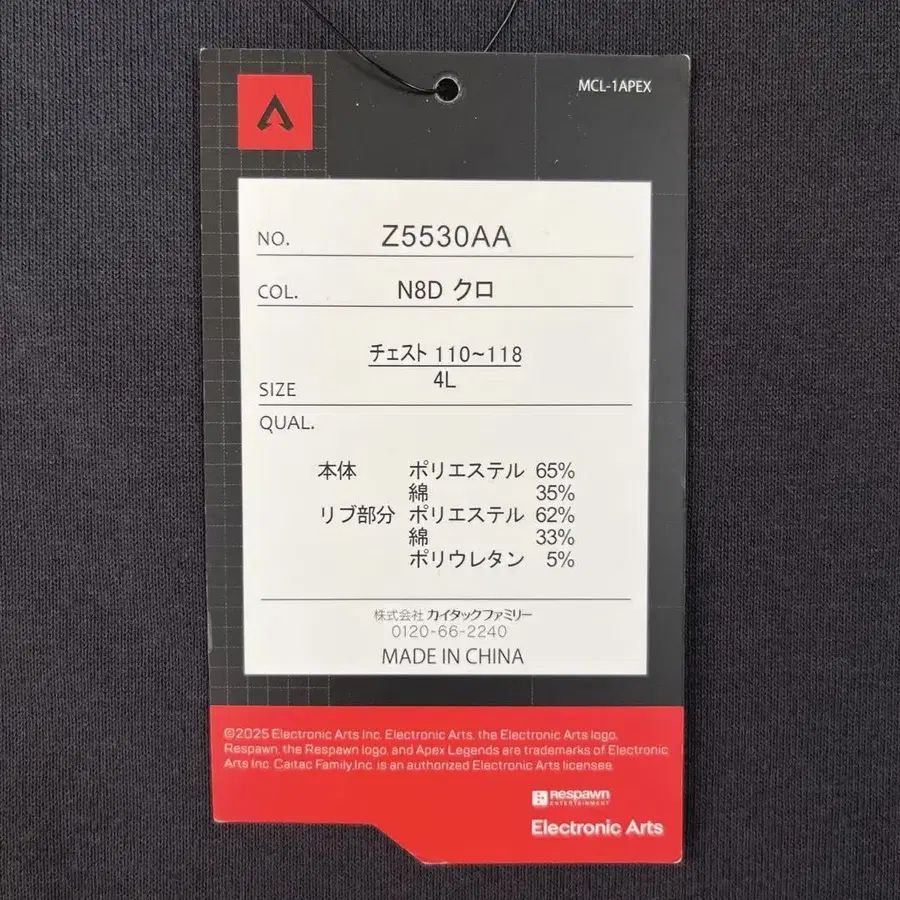 MCL-1APEX
NO. Z5530AA
COL. N8D クロ
チェスト 110~118
4L
SIZE
QUAL.
本体 ポリエステル 65%
綿 35%
リブ部分 ポリエステル 62%
綿 33%
ポリウレタン 5%
株式会社 カイタックファミリー
0120-66-2240
MADE IN CHINA
©2025 Electronic Arts Inc. Electronic Arts, the Electronic Arts logo,
Respawn, the Respawn logo, and Apex Legends are trademarks of Electronic
Arts Inc. Caitac Family,Inc. is an authorized Electronic Arts licensee.
Respawn
ENTERTAINMENT
Electronic Arts